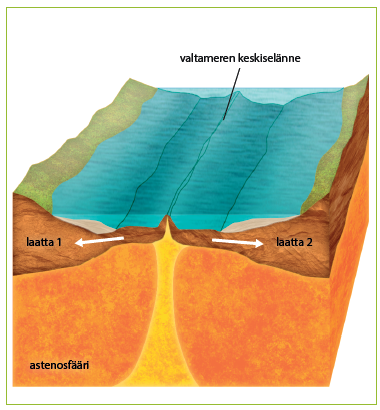 valtameren keskiselänne
laatta 1
laatta 2
astenosfääri